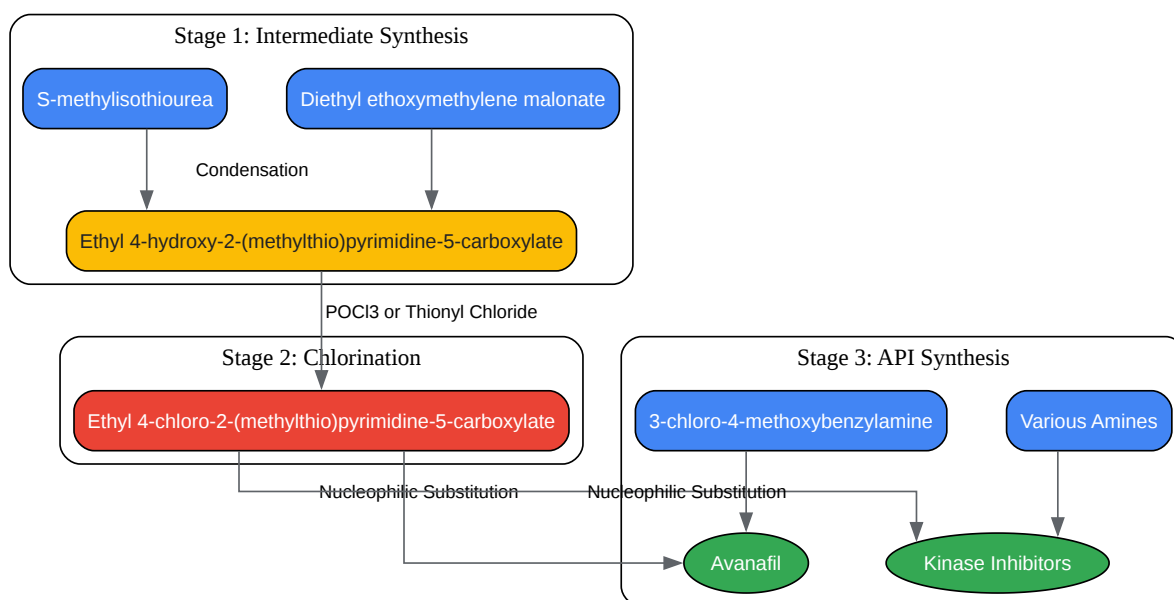 Stage 1: Intermediate Synthesis
S-methylisothiourea
Diethyl ethoxymethylene malonate
Condensation
Ethyl 4-hydroxy-2-(methylthio)pyrimidine-5-carboxylate
POCl3 or Thionyl Chloride
Stage 2: Chlorination
Stage 3: API Synthesis
Ethyl 4-chloro-2-(methylthio)pyrimidine-5-carboxylate
3-chloro-4-methoxybenzylamine
Various Amines
Nucleophilic Substitution
Nucleophilic Substitution
Avanafil
Kinase Inhibitors